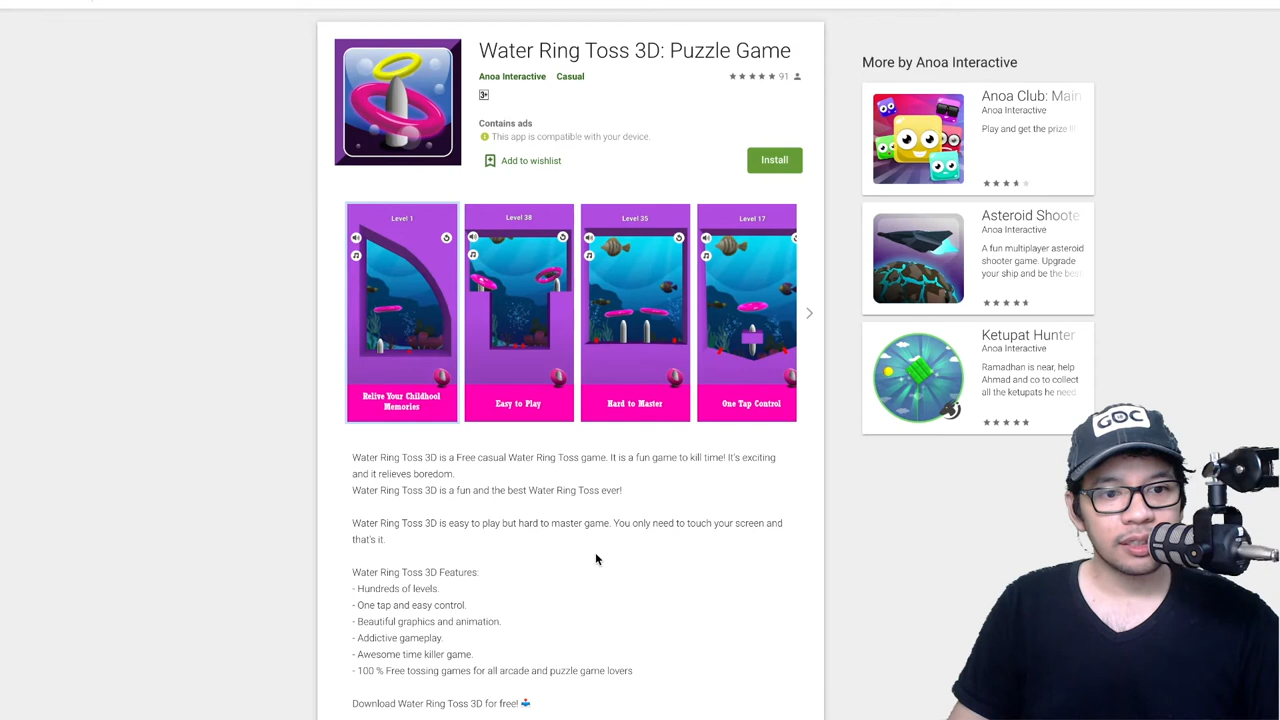 Water Ring Toss 3D: Puzzle Game
Anoa Interactive Casual
91
3+
Contains ads
This app is compatible with your device.
Add to wishlist
Install
Level 1
Relive Your Childhood
Memories
Level 38
Easy to Play
Level 35
Hard to Master
Level 17
One Tap Control
Water Ring Toss 3D is a Free casual Water Ring Toss game. It is a fun game to kill time! It's exciting
and it relieves boredom.
Water Ring Toss 3D is a fun and the best Water Ring Toss ever!
Water Ring Toss 3D is easy to play but hard to master game. You only need to touch your screen and
that's it.
Water Ring Toss 3D Features:
- Hundreds of levels.
- One tap and easy control.
- Beautiful graphics and animation.
- Addictive gameplay.
- Awesome time killer game.
- 100 % Free tossing games for all arcade and puzzle game lovers
Download Water Ring Toss 3D for free!
More by Anoa Interactive
Anoa Club: Main
Anoa Interactive
Play and get the prize !!
Asteroid Shoote
Anoa Interactive
A fun multiplayer asteroid
shooter game. Upgrade
your ship and be the best
Ketupat Hunter
Anoa Interactive
Ramadhan is near, help
Ahmad and co to collect
all the ketupats he need
GDC